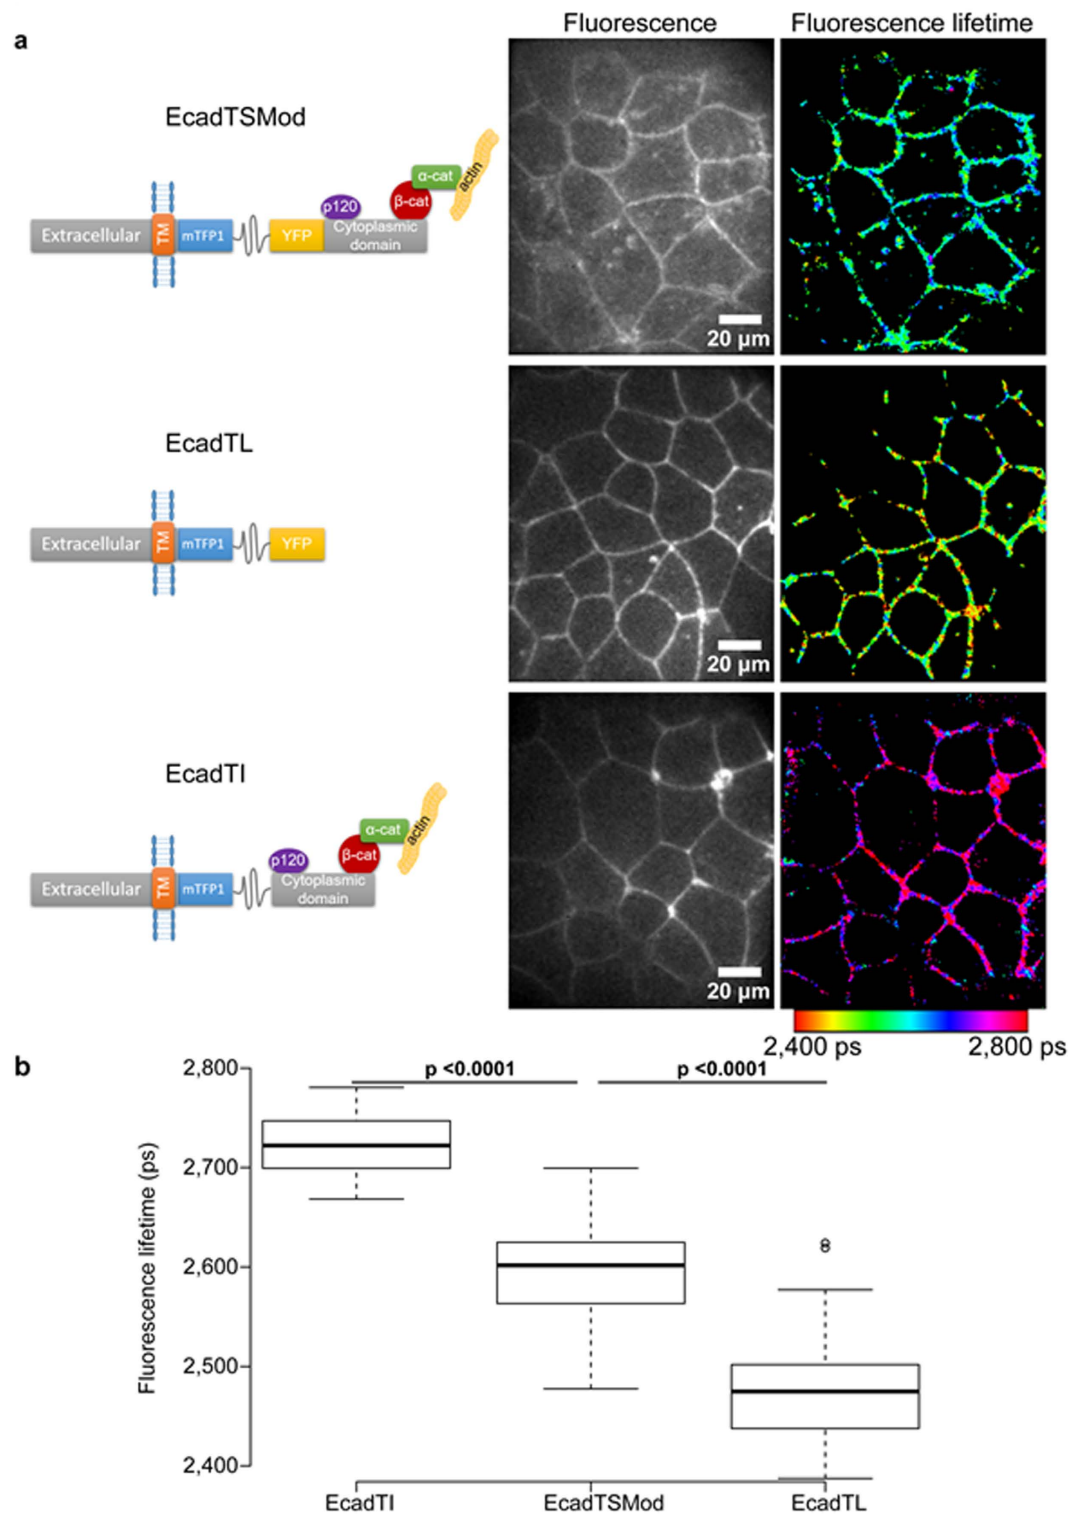 Fluorescence Fluorescence lifetime
a
EcadTSMod
Extracellular TM mTFP1 YFP p120 Cytoplasmic domain β-cat α-cat actin
20 µm
EcadTL
Extracellular TM mTFP1 YFP
20 µm
EcadTI
Extracellular TM mTFP1 p120 Cytoplasmic domain β-cat α-cat actin
20 µm
2,400 ps 2,800 ps
b
p <0.0001 p <0.0001
Fluorescence lifetime (ps)
2,800
2,700
2,600
2,500
2,400
EcadTI EcadTSMod EcadTL